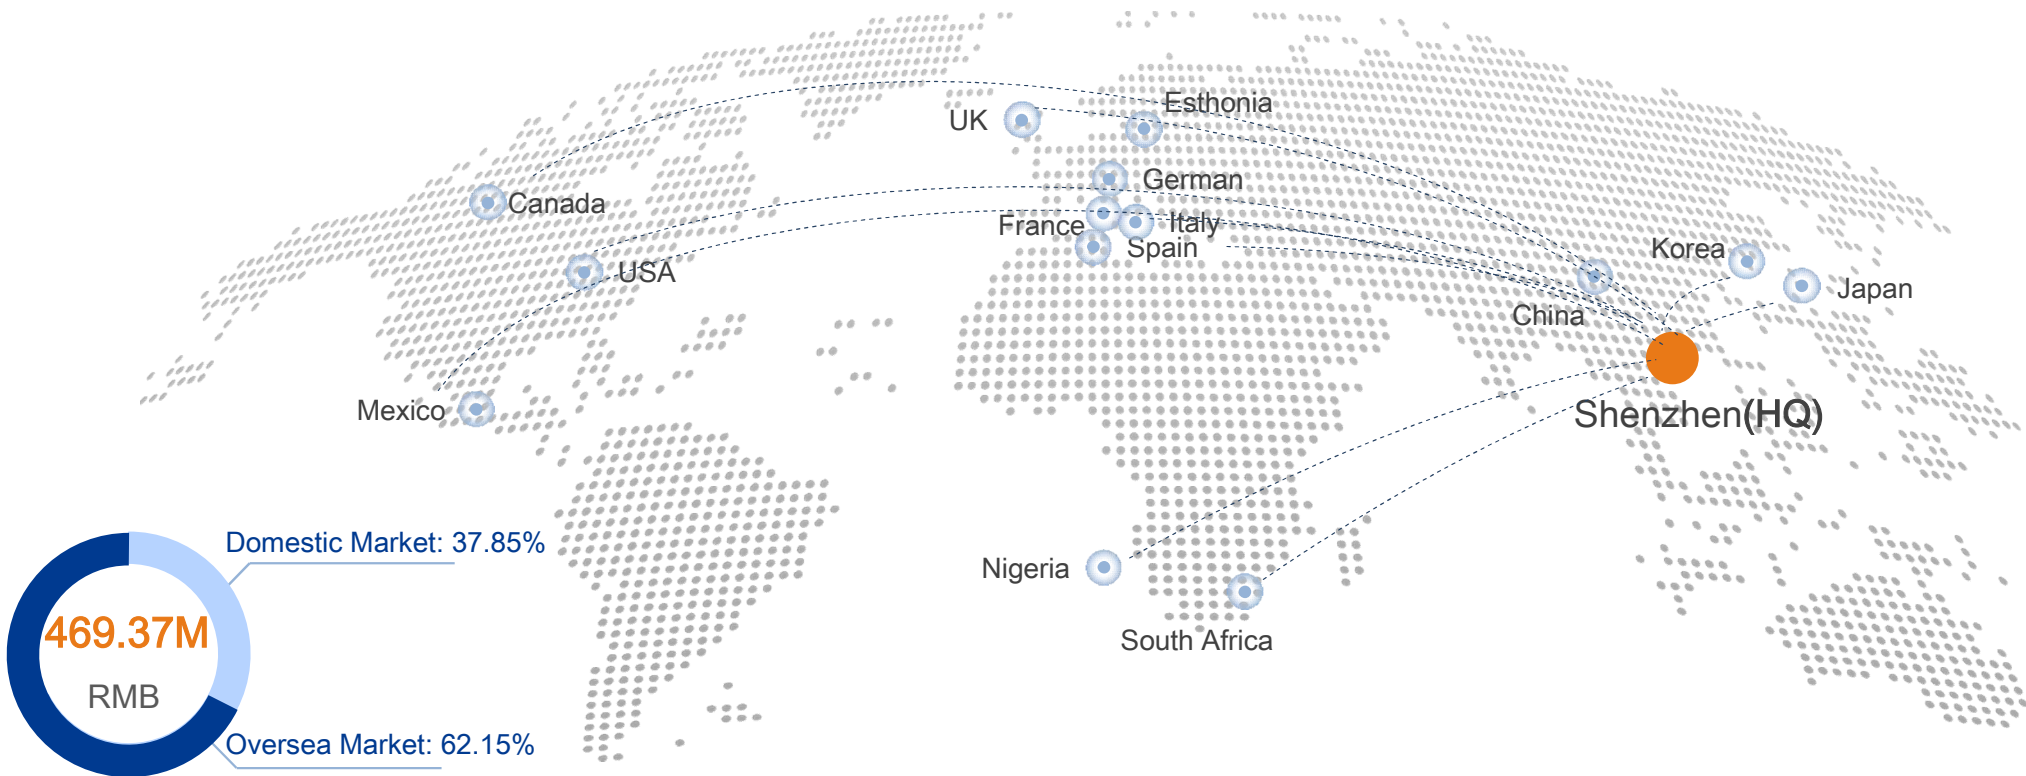 Esthonia
UK
German
Canada
France
Italy
Spain
Korea
USA
Japan
China
Mexico
Shenzhen(HQ)
Domestic Market: 37.85%
Nigeria
469.37M
South Africa
RMB
Oversea Market: 62.15%